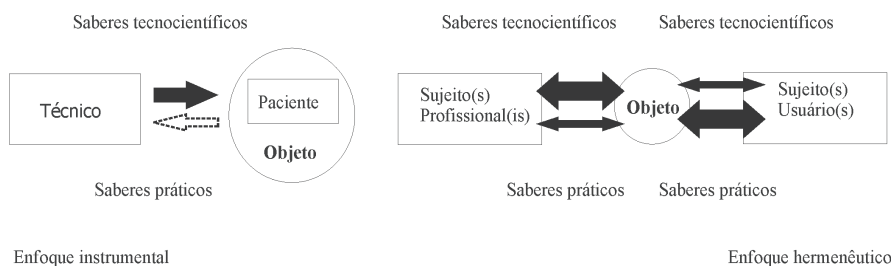 Saberes tecnocientíficos
Técnico
Paciente
Objeto
Saberes práticos
Enfoque instrumental
Saberes tecnocientíficos
Saberes tecnocientíficos
Sujeito(s)
Profissional(is)
Objeto
Sujeito(s)
Usuário(s)
Saberes práticos
Saberes práticos
Enfoque hermenêutico